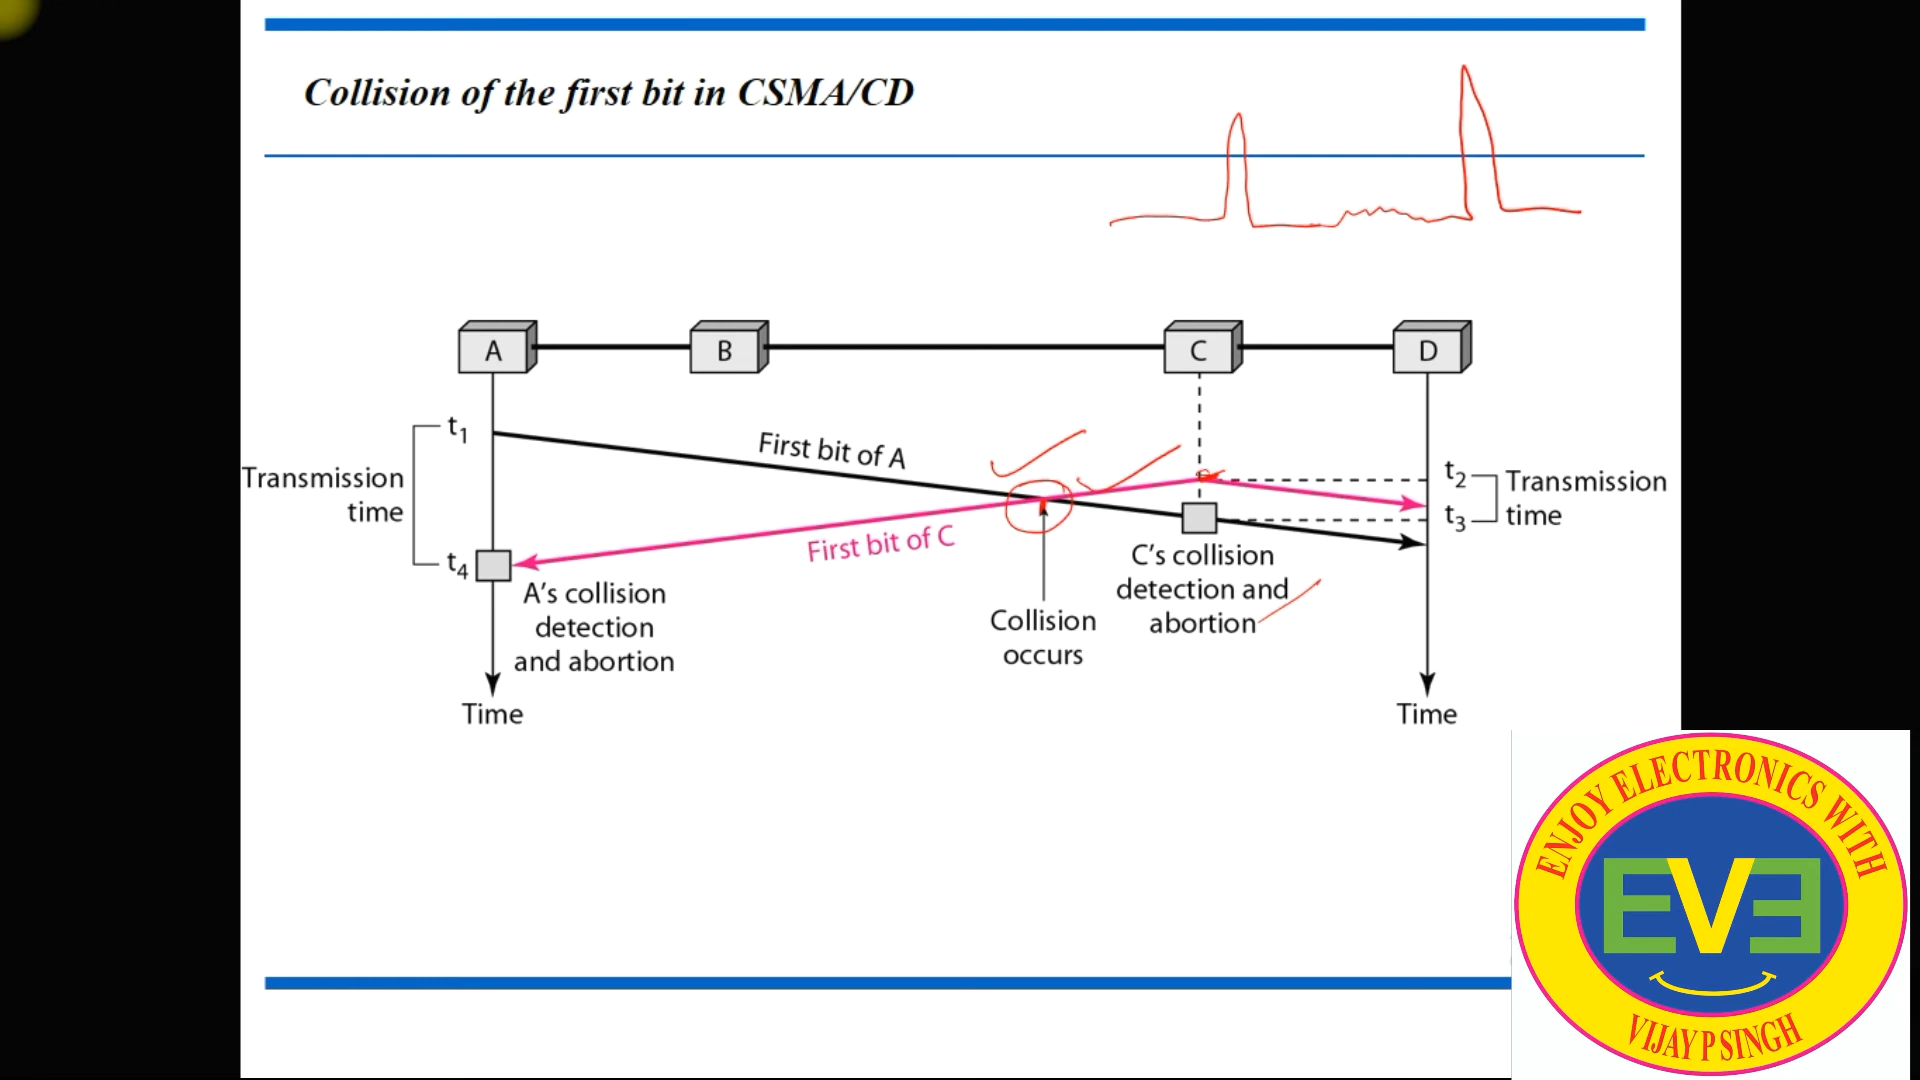 Collision of the first bit in CSMA/CD
A
B
C
D
t1
First bit of A
t2
Transmission
time
Transmission
time
t3
First bit of C
t4
A's collision
detection
and abortion
C's collision
detection and
abortion
Collision
occurs
Time
Time
ENJOY ELECTRONICS WITH
EVE
VIJAY P SINGH